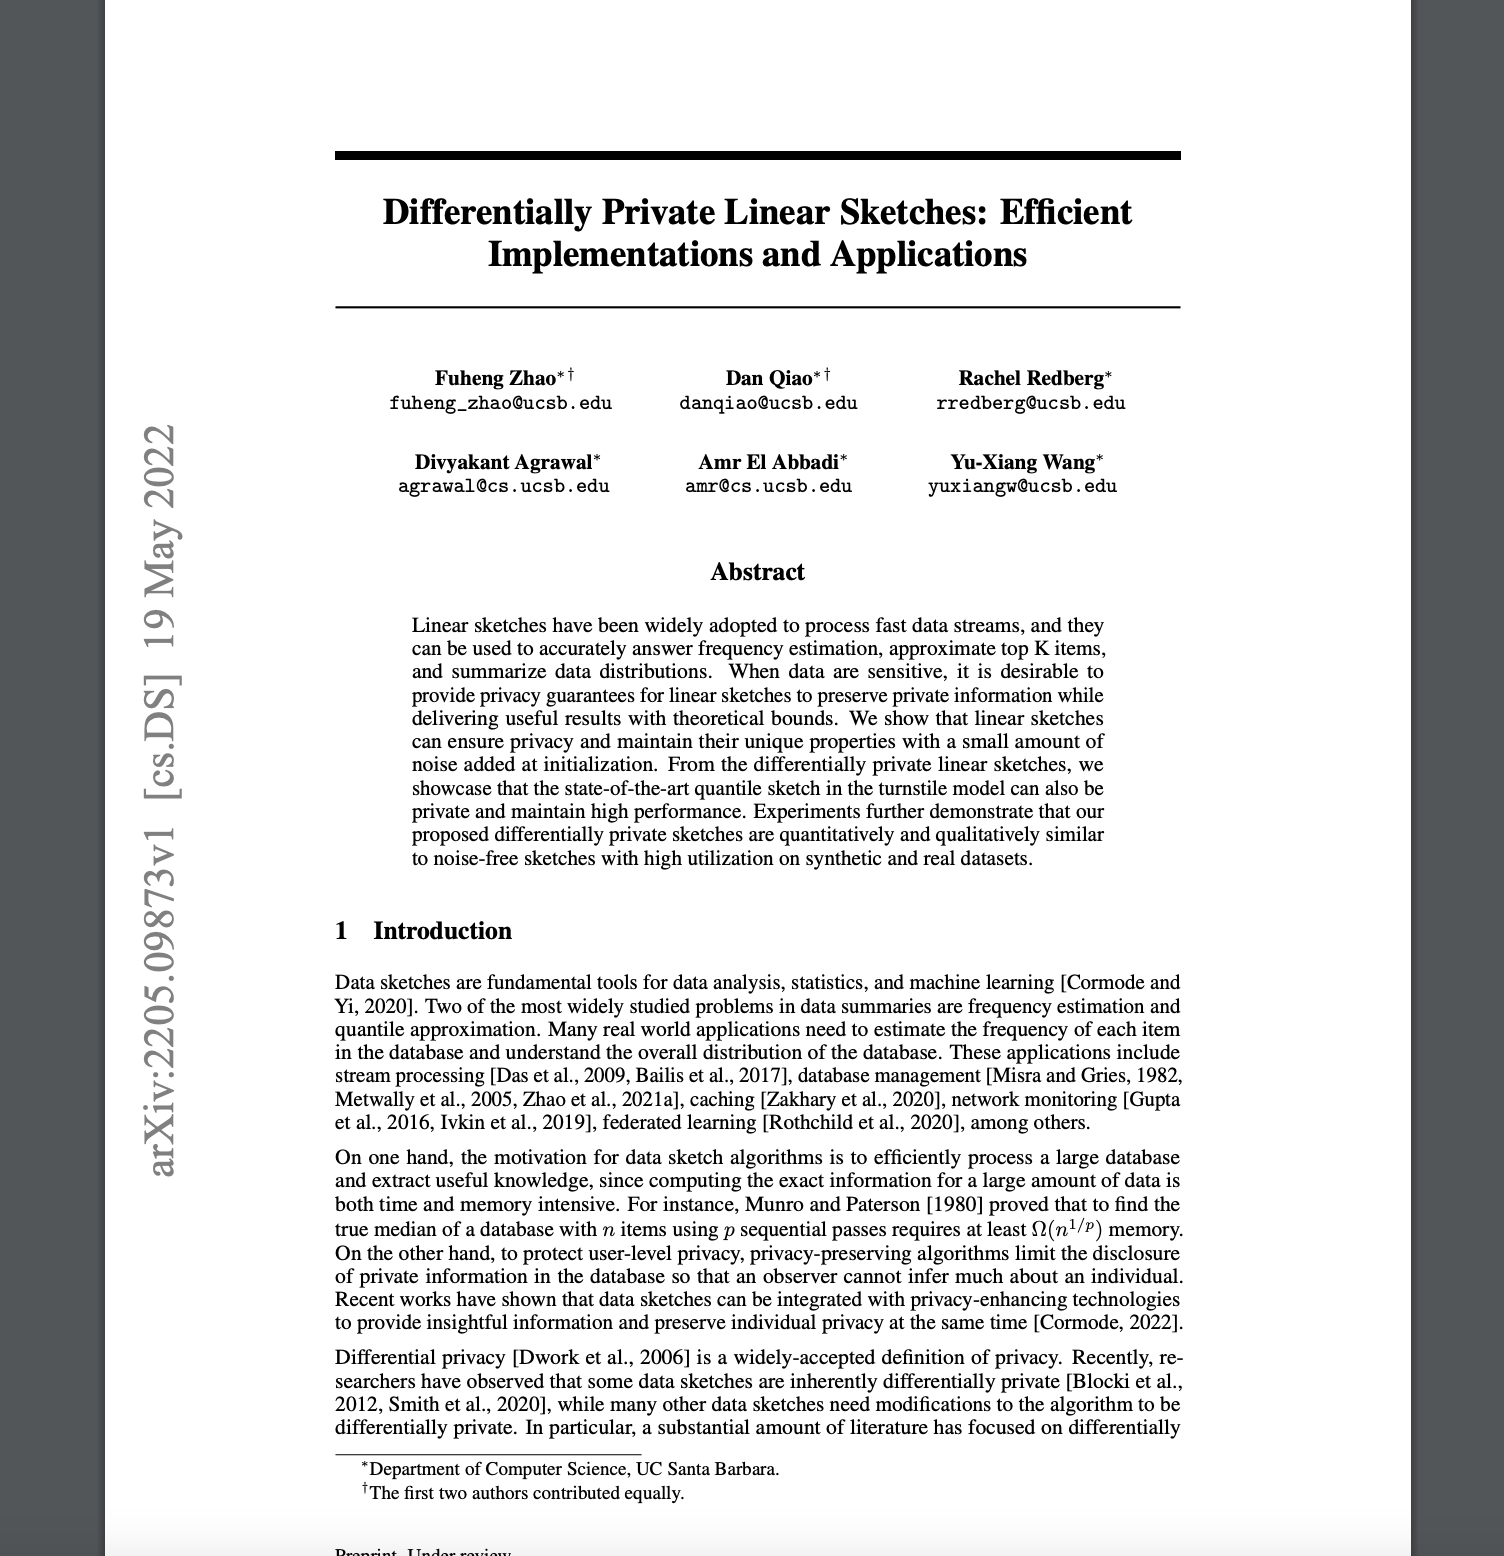 Differentially Private Linear Sketches: Efficient
Implementations and Applications
Fuheng Zhao*† Dan Qiao*† Rachel Redberg*
fuheng_zhao@ucsb.edu danqiao@ucsb.edu rredberg@ucsb.edu
Divyakant Agrawal* Amr El Abbadi* Yu-Xiang Wang*
agrawal@cs.ucsb.edu amr@cs.ucsb.edu yuxiangw@ucsb.edu
arXiv:2205.09873v1 [cs.DS] 19 May 2022
Abstract
Linear sketches have been widely adopted to process fast data streams, and they
can be used to accurately answer frequency estimation, approximate top K items,
and summarize data distributions. When data are sensitive, it is desirable to
provide privacy guarantees for linear sketches to preserve private information while
delivering useful results with theoretical bounds. We show that linear sketches
can ensure privacy and maintain their unique properties with a small amount of
noise added at initialization. From the differentially private linear sketches, we
showcase that the state-of-the-art quantile sketch in the turnstile model can also be
private and maintain high performance. Experiments further demonstrate that our
proposed differentially private sketches are quantitatively and qualitatively similar
to noise-free sketches with high utilization on synthetic and real datasets.
1 Introduction
Data sketches are fundamental tools for data analysis, statistics, and machine learning [Cormode and
Yi, 2020]. Two of the most widely studied problems in data summaries are frequency estimation and
quantile approximation. Many real world applications need to estimate the frequency of each item
in the database and understand the overall distribution of the database. These applications include
stream processing [Das et al., 2009, Bailis et al., 2017], database management [Misra and Gries, 1982,
Metwally et al., 2005, Zhao et al., 2021a], caching [Zakhary et al., 2020], network monitoring [Gupta
et al., 2016, Ivkin et al., 2019], federated learning [Rothchild et al., 2020], among others.
On one hand, the motivation for data sketch algorithms is to efficiently process a large database
and extract useful knowledge, since computing the exact information for a large amount of data is
both time and memory intensive. For instance, Munro and Paterson [1980] proved that to find the
true median of a database with n items using p sequential passes requires at least Ω(n^{1/p}) memory.
On the other hand, to protect user-level privacy, privacy-preserving algorithms limit the disclosure
of private information in the database so that an observer cannot infer much about an individual.
Recent works have shown that data sketches can be integrated with privacy-enhancing technologies
to provide insightful information and preserve individual privacy at the same time [Cormode, 2022].
Differential privacy [Dwork et al., 2006] is a widely-accepted definition of privacy. Recently, re-
searchers have observed that some data sketches are inherently differentially private [Blocki et al.,
2012, Smith et al., 2020], while many other data sketches need modifications to the algorithm to be
differentially private. In particular, a substantial amount of literature has focused on differentially
*Department of Computer Science, UC Santa Barbara.
†The first two authors contributed equally.
Preprint. Under review.